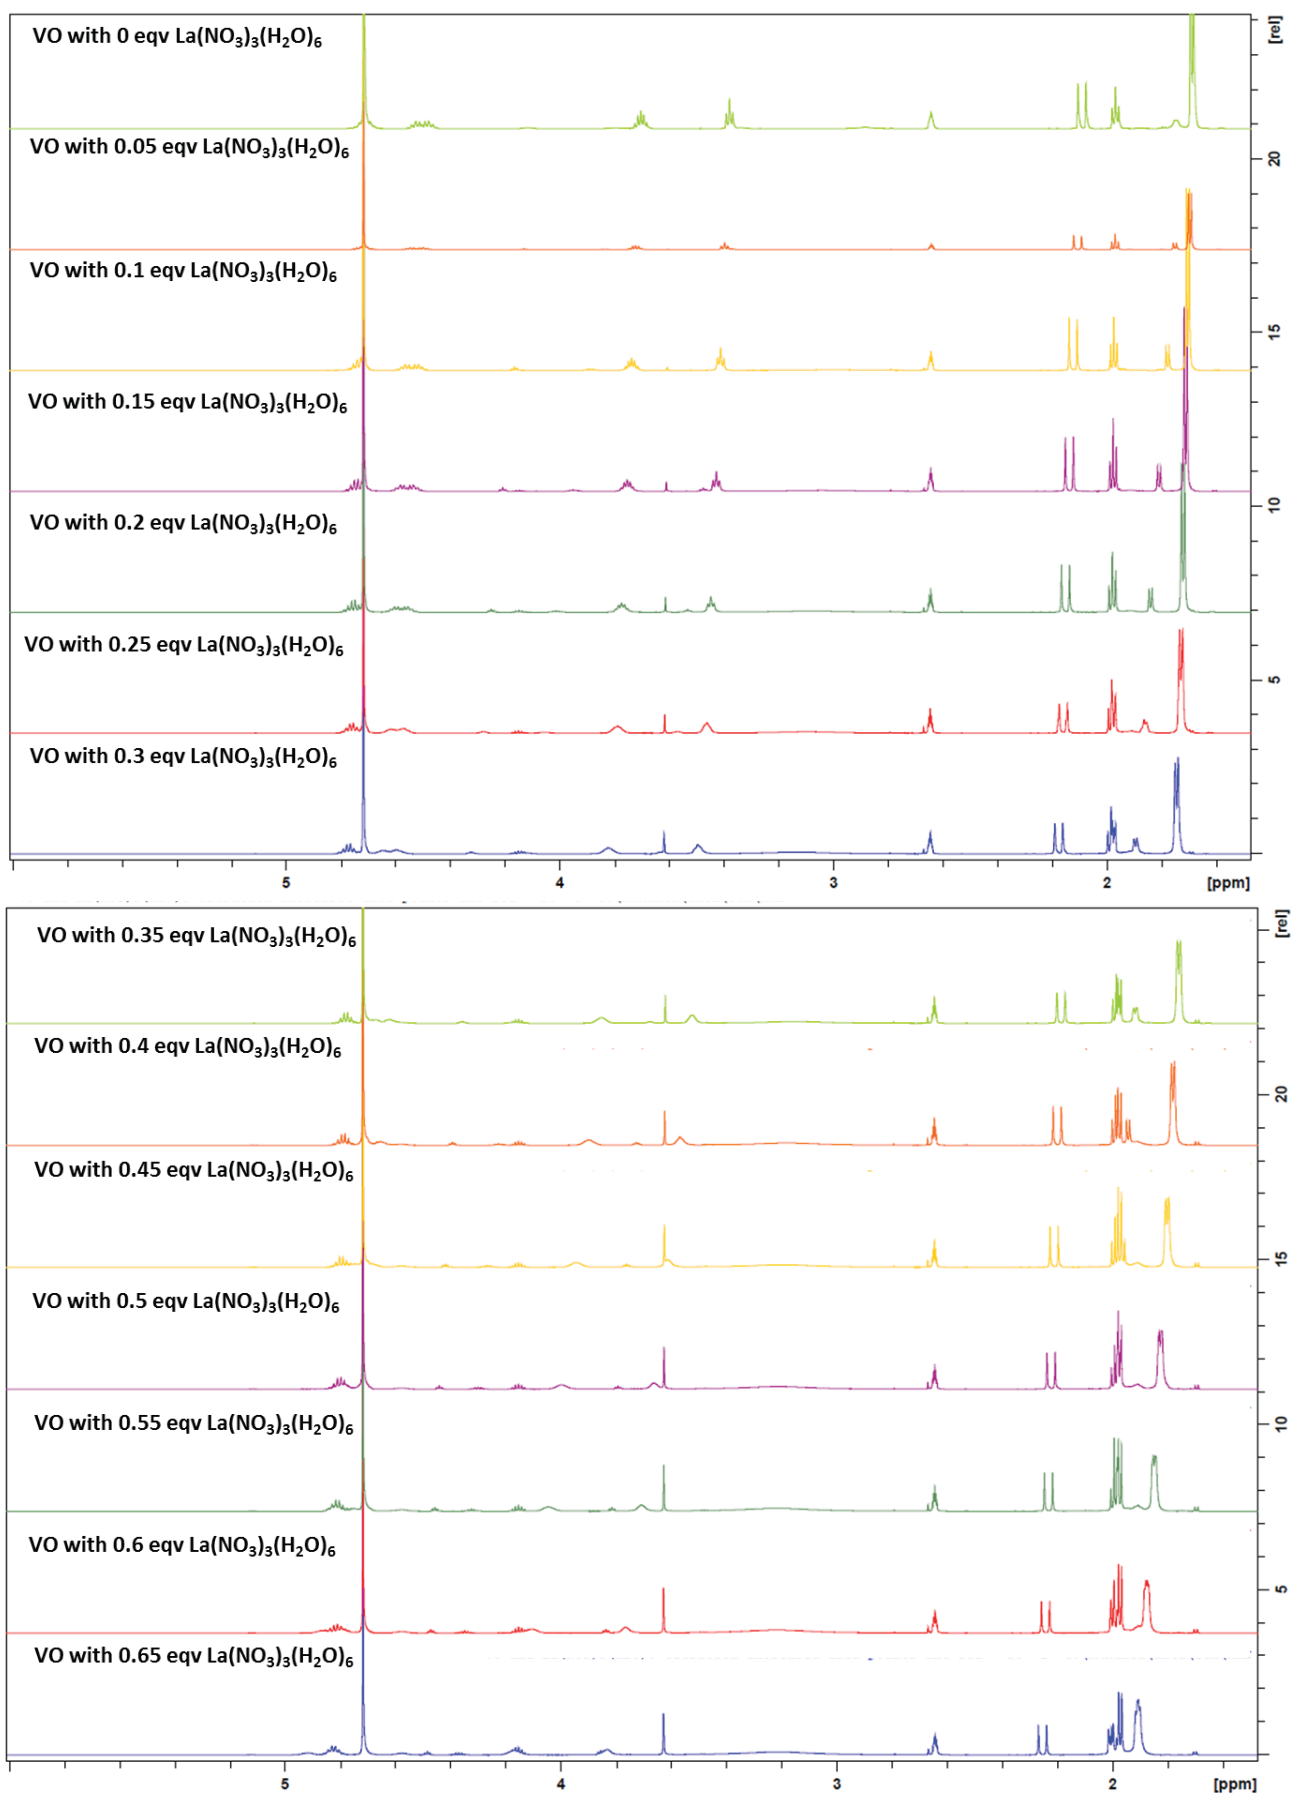 VO with 0 eqv La(NO₃)₃(H₂O)₆
[rel]
VO with 0.05 eqv La(NO₃)₃(H₂O)₆
20
VO with 0.1 eqv La(NO₃)₃(H₂O)₆
15
VO with 0.15 eqv La(NO₃)₃(H₂O)₆
10
VO with 0.2 eqv La(NO₃)₃(H₂O)₆
VO with 0.25 eqv La(NO₃)₃(H₂O)₆
5
VO with 0.3 eqv La(NO₃)₃(H₂O)₆
5 4 3 2 [ppm]
VO with 0.35 eqv La(NO₃)₃(H₂O)₆
[rel]
VO with 0.4 eqv La(NO₃)₃(H₂O)₆
20
VO with 0.45 eqv La(NO₃)₃(H₂O)₆
15
VO with 0.5 eqv La(NO₃)₃(H₂O)₆
VO with 0.55 eqv La(NO₃)₃(H₂O)₆
10
VO with 0.6 eqv La(NO₃)₃(H₂O)₆
5
VO with 0.65 eqv La(NO₃)₃(H₂O)₆
5 4 3 2 [ppm]